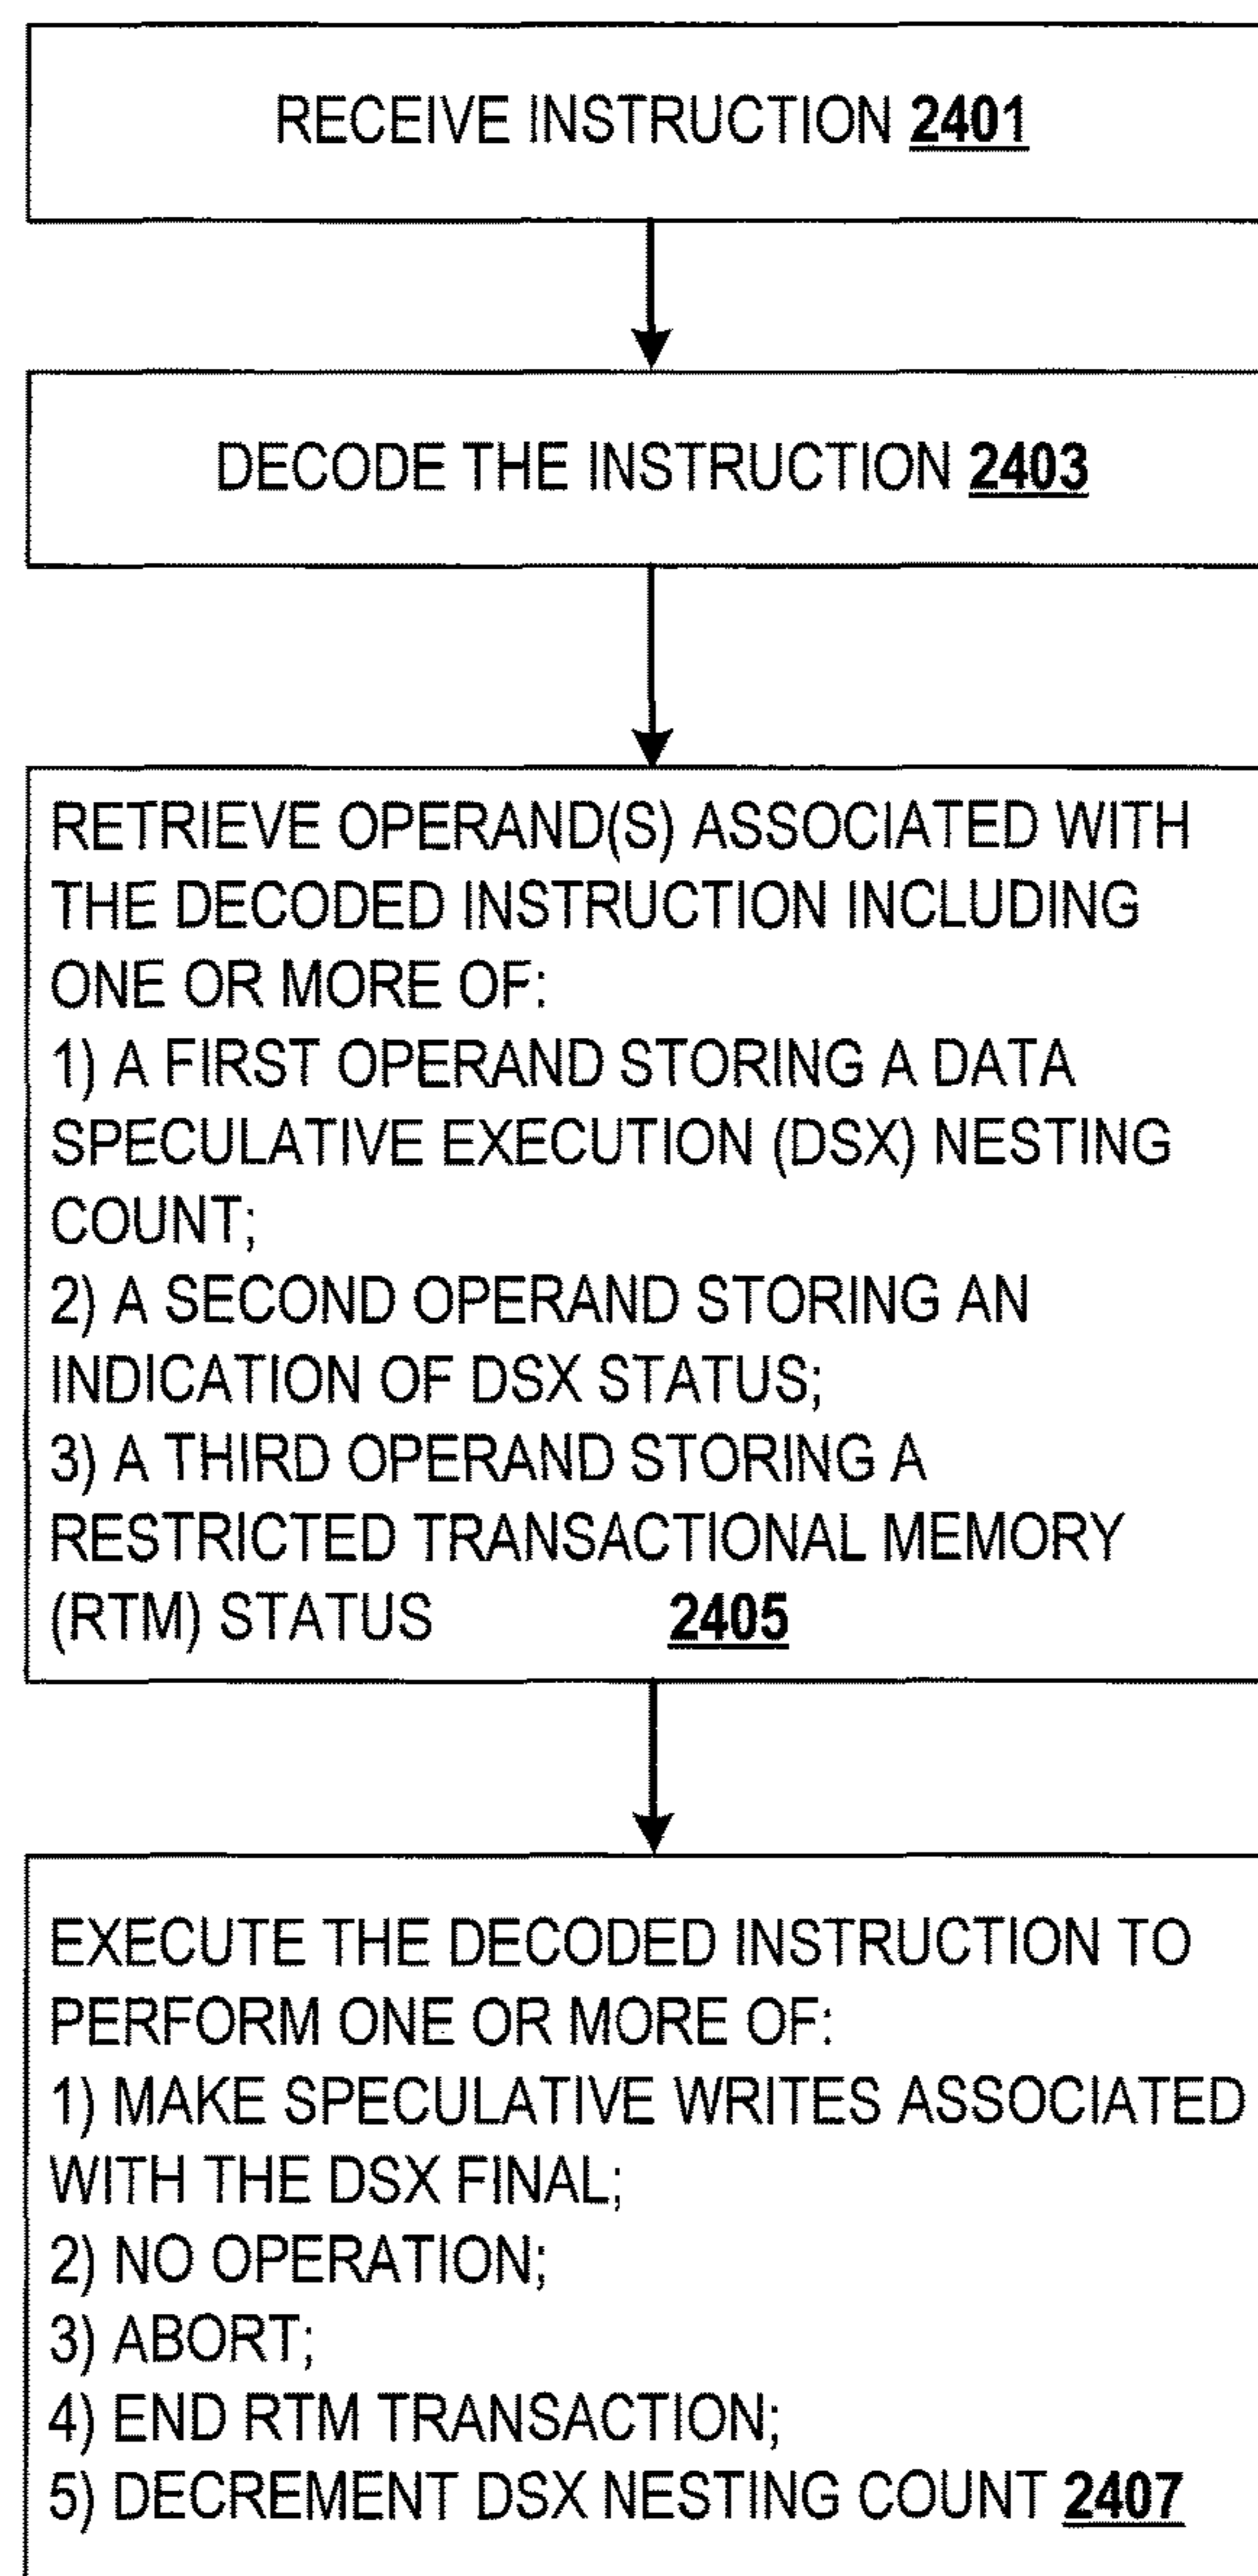 RECEIVE INSTRUCTION 2401
DECODE THE INSTRUCTION 2403
RETRIEVE OPERAND(S) ASSOCIATED WITH
THE DECODED INSTRUCTION INCLUDING
ONE OR MORE OF:
1) A FIRST OPERAND STORING A DATA
SPECULATIVE EXECUTION (DSX) NESTING
COUNT;
2) A SECOND OPERAND STORING AN
INDICATION OF DSX STATUS;
3) A THIRD OPERAND STORING A
RESTRICTED TRANSACTIONAL MEMORY
(RTM) STATUS 2405
EXECUTE THE DECODED INSTRUCTION TO
PERFORM ONE OR MORE OF:
1) MAKE SPECULATIVE WRITES ASSOCIATED
WITH THE DSX FINAL;
2) NO OPERATION;
3) ABORT;
4) END RTM TRANSACTION;
5) DECREMENT DSX NESTING COUNT 2407